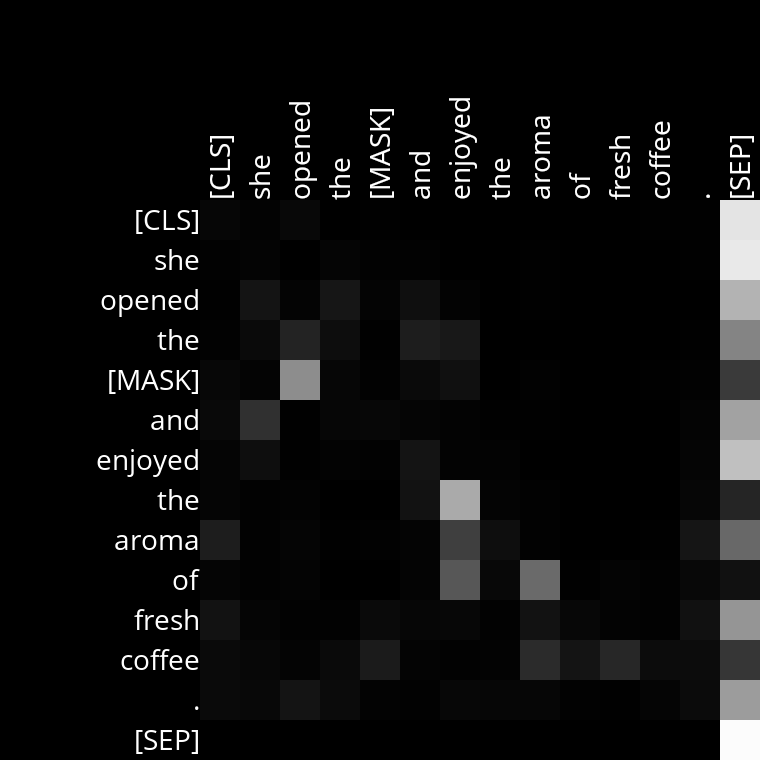 [CLS] she opened the [MASK] and enjoyed the aroma of fresh coffee . [SEP]
[CLS]
she
opened
the
[MASK]
and
enjoyed
the
aroma
of
fresh
coffee
.
[SEP]